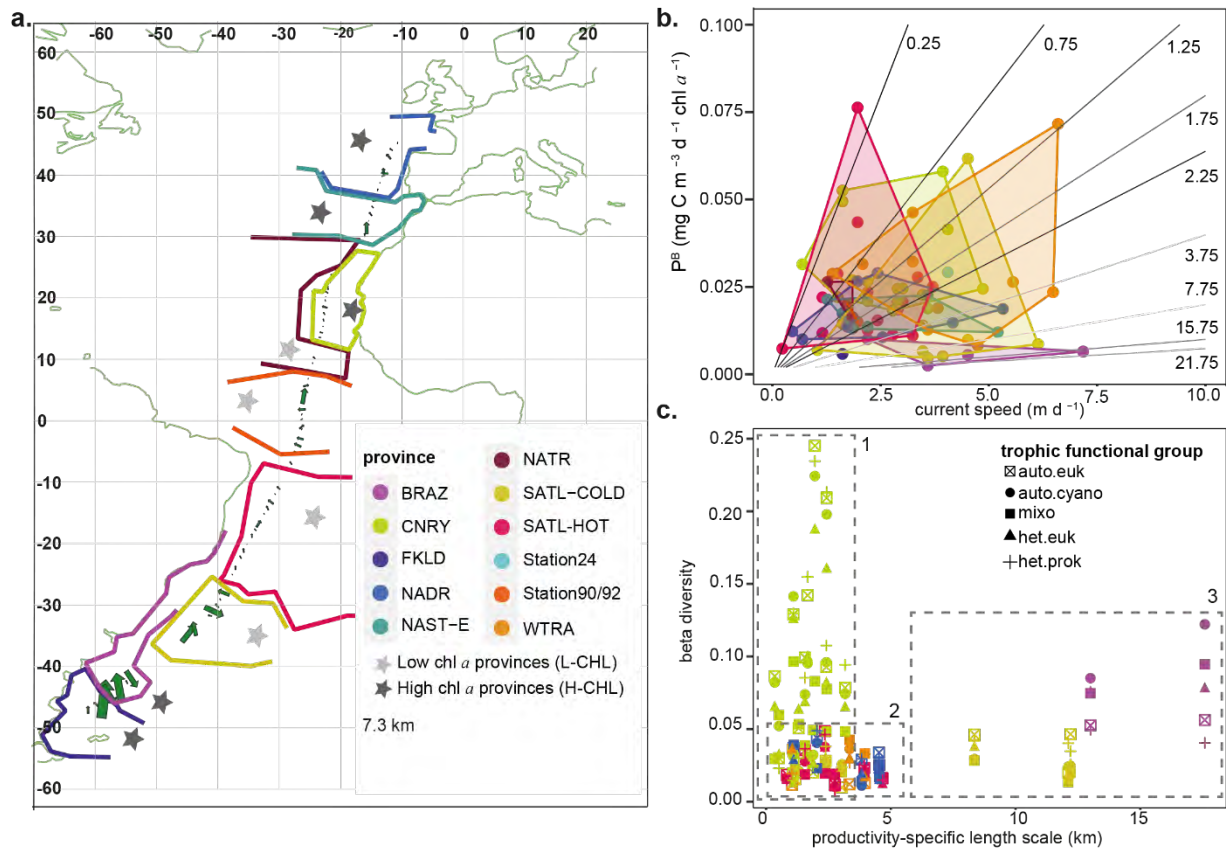 a.
-60 -50 -40 -30 -20 -10 0 10 20
60
50
40
30
20
10
0
-10
-20
-30
-40
-50
-60
province
BRAZ
CNRY
FKLD
NADR
NAST−E
NATR
SATL−COLD
SATL-HOT
Station24
Station90/92
WTRA
Low chl a provinces (L-CHL)
High chl a provinces (H-CHL)
7.3 km
b.
P^B (mg C m⁻³ d⁻¹ chl a⁻¹)
0.100
0.075
0.050
0.025
0.000
0.25
0.75
1.25
1.75
2.25
3.75
7.75
15.75
21.75
0.0 2.5 5.0 7.5 10.0
current speed (m d⁻¹)
c.
beta diversity
0.25
0.20
0.15
0.10
0.05
0.00
1
2
3
trophic functional group
auto.euk
auto.cyano
mixo
het.euk
het.prok
0 5 10 15
productivity-specific length scale (km)